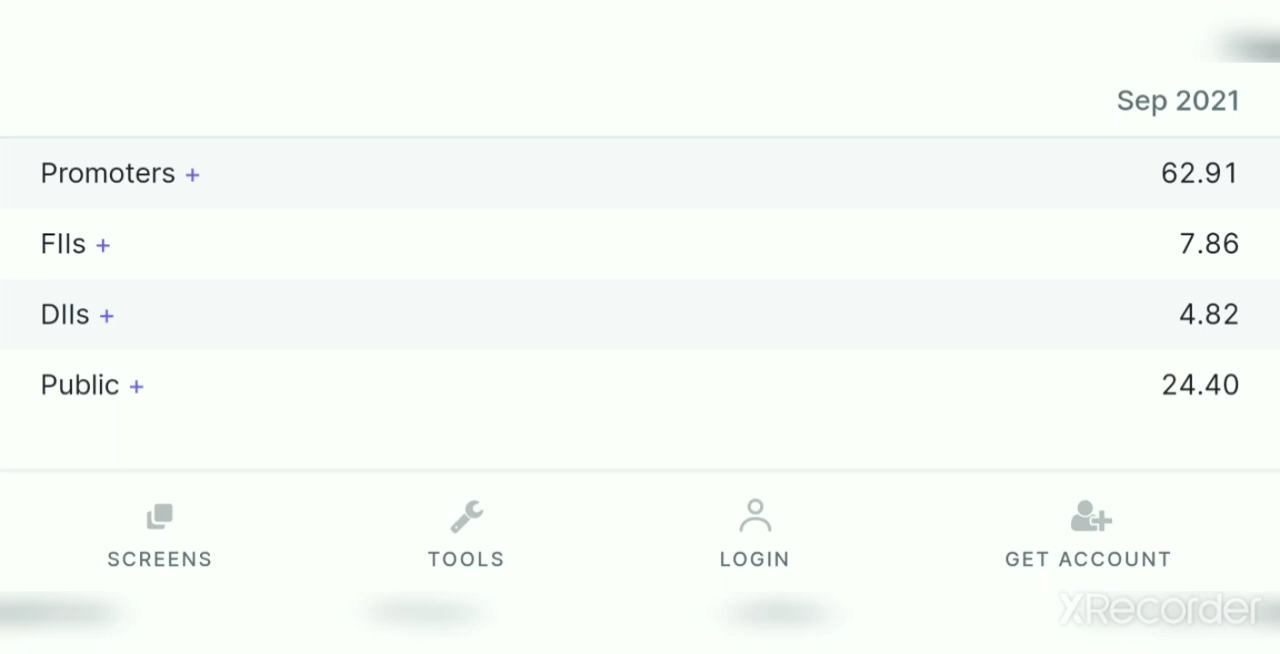 Sep 2021
Promoters + 62.91
FIIs + 7.86
DIIs + 4.82
Public + 24.40
SCREENS TOOLS LOGIN GET ACCOUNT
XRecorder